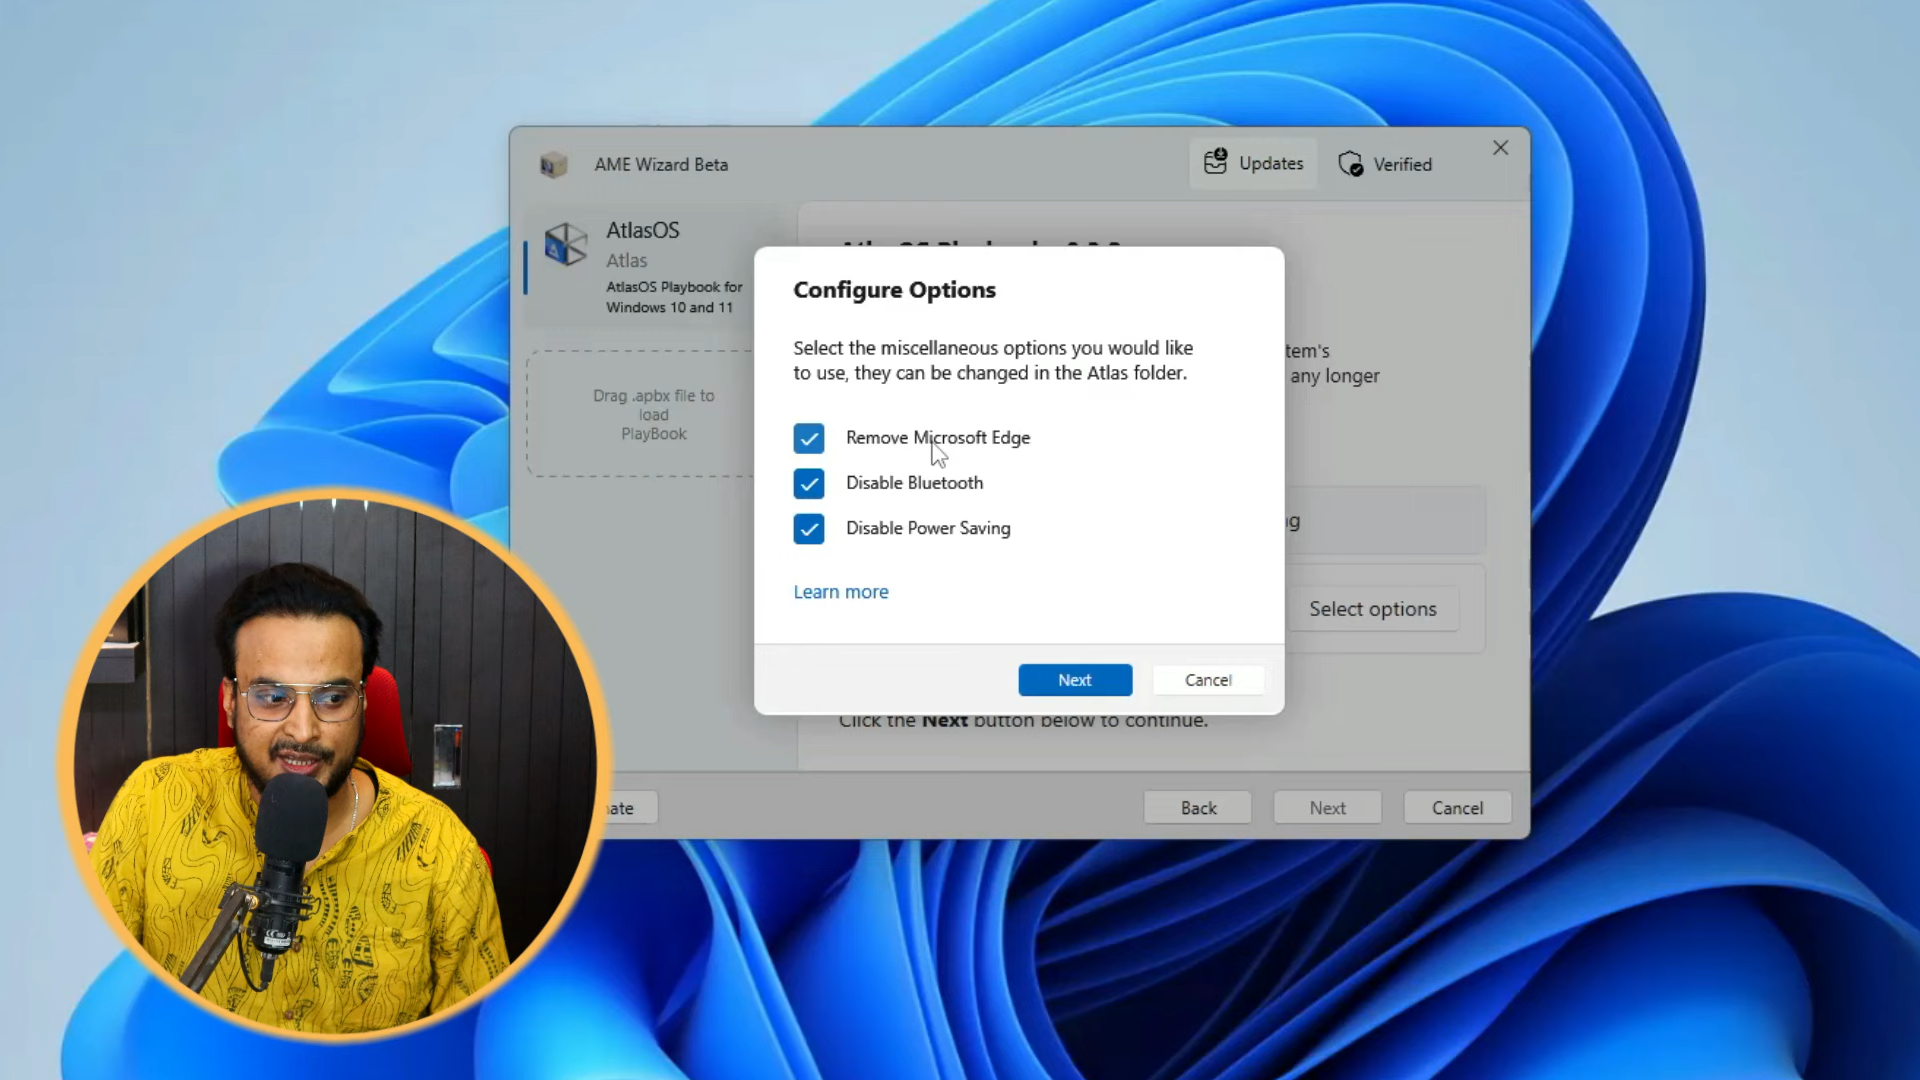 AME Wizard Beta
Updates
Verified
AtlasOS
Atlas
AtlasOS Playbook for
Windows 10 and 11
Drag .apbx file to
load
PlayBook
Configure Options
Select the miscellaneous options you would like
to use, they can be changed in the Atlas folder.
Remove Microsoft Edge
Disable Bluetooth
Disable Power Saving
Learn more
Next
Cancel
tem's
any longer
g
Select options
Click the Next button below to continue.
ate
Back
Next
Cancel